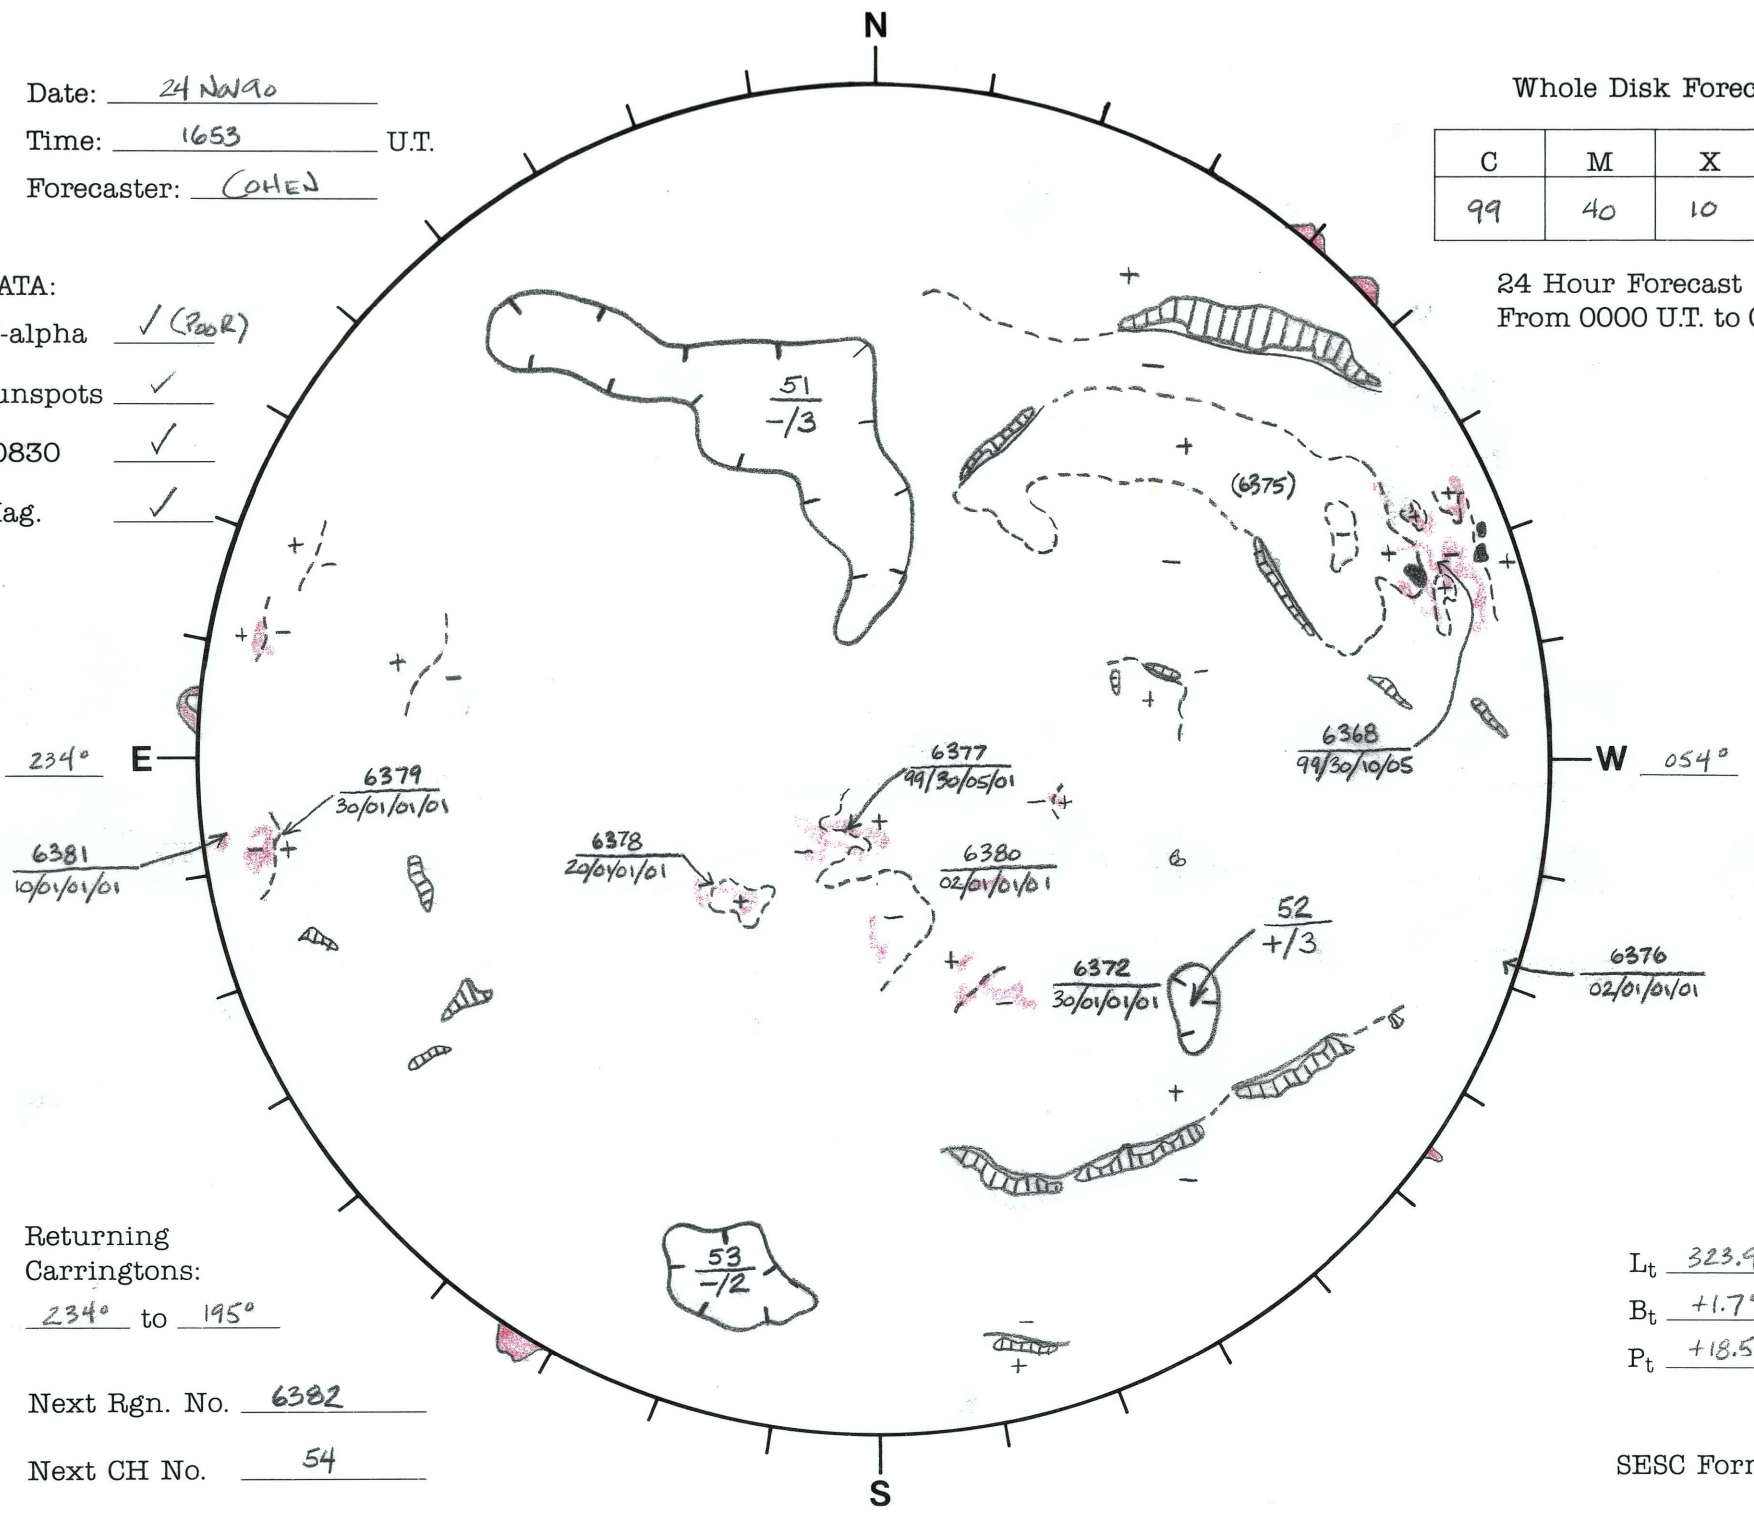 N
Date: 24 Nov 90
Time: 1653 U.T.
Forecaster: COHEN
Whole Disk Forec
C M X
99 40 10
24 Hour Forecast
From 0000 U.T. to 0
ATA:
-alpha ✓ (POOR)
unspots ✓
0830 ✓
ag. ✓
51
-/3
(6375)
234° E
W 054°
6377
99/30/05/01
6368
99/30/10/05
6379
30/01/01/01
6381
10/01/01/01
6378
20/01/01/01
6380
02/01/01/01
52
+/3
6372
30/01/01/01
6376
02/01/01/01
53
-/2
Returning
Carringtons:
234° to 195°
Next Rgn. No. 6382
Next CH No. 54
Lt 323.9
Bt +1.7°
Pt +18.5
SESC Forr
S